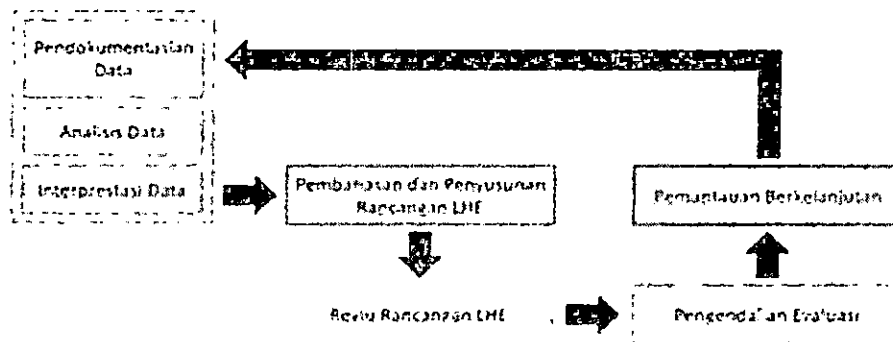 Pendokumentasian
Data
Analisis Data
Interprestasi Data
Pembahasan dan Penyusunan
Rancangan LHE
Reviu Rancangan LHE
Pengendalian Evaluasi
Pemantauan Berkelanjutan